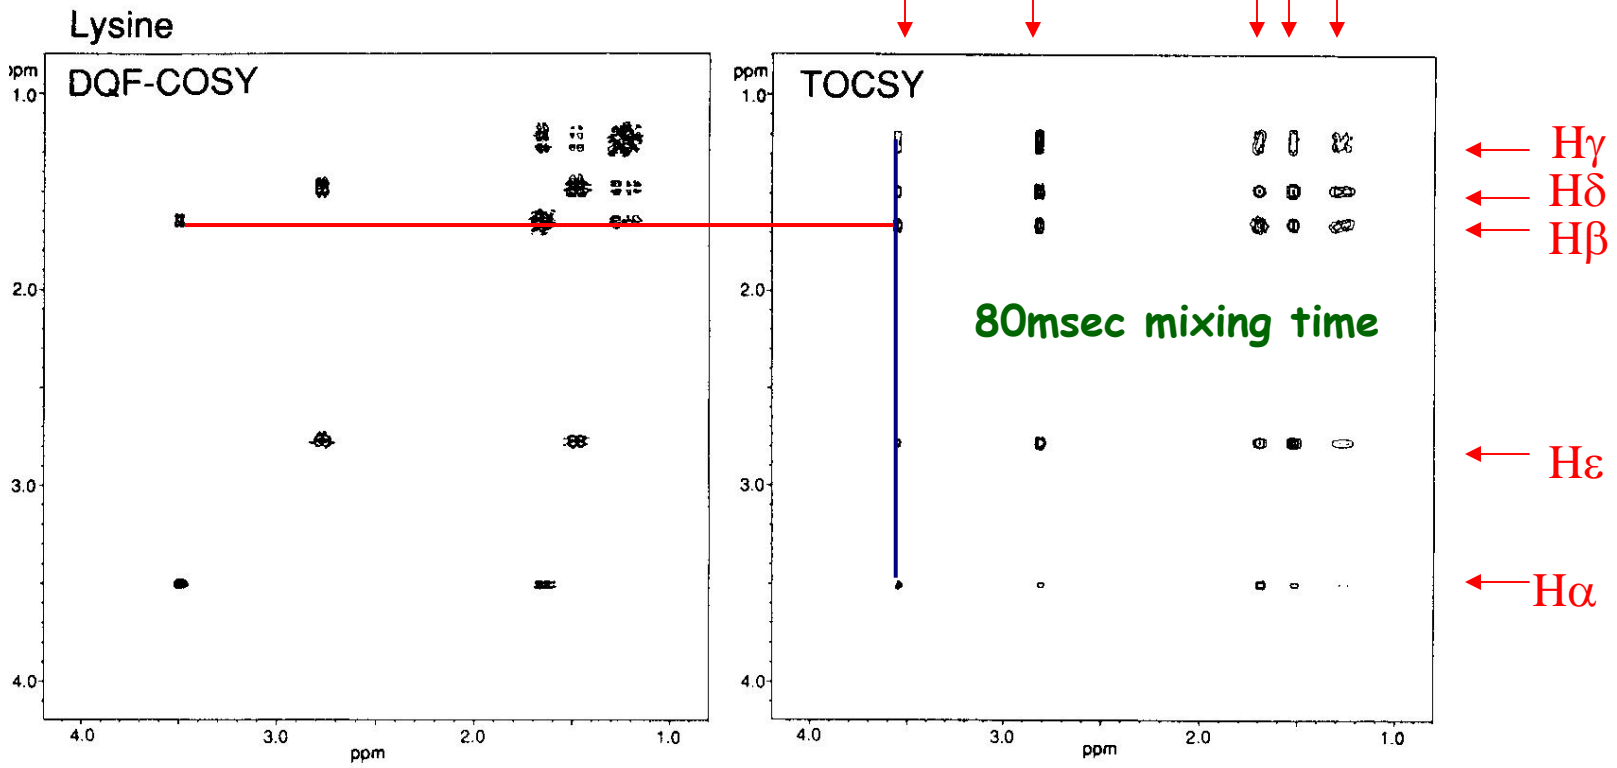 Lysine
DQF-COSY
ppm
1.0
2.0
3.0
4.0
4.0
3.0
2.0
1.0
ppm
TOCSY
ppm
1.0
2.0
3.0
4.0
4.0
3.0
2.0
1.0
ppm
80msec mixing time
Hγ
Hδ
Hβ
Hε
Hα